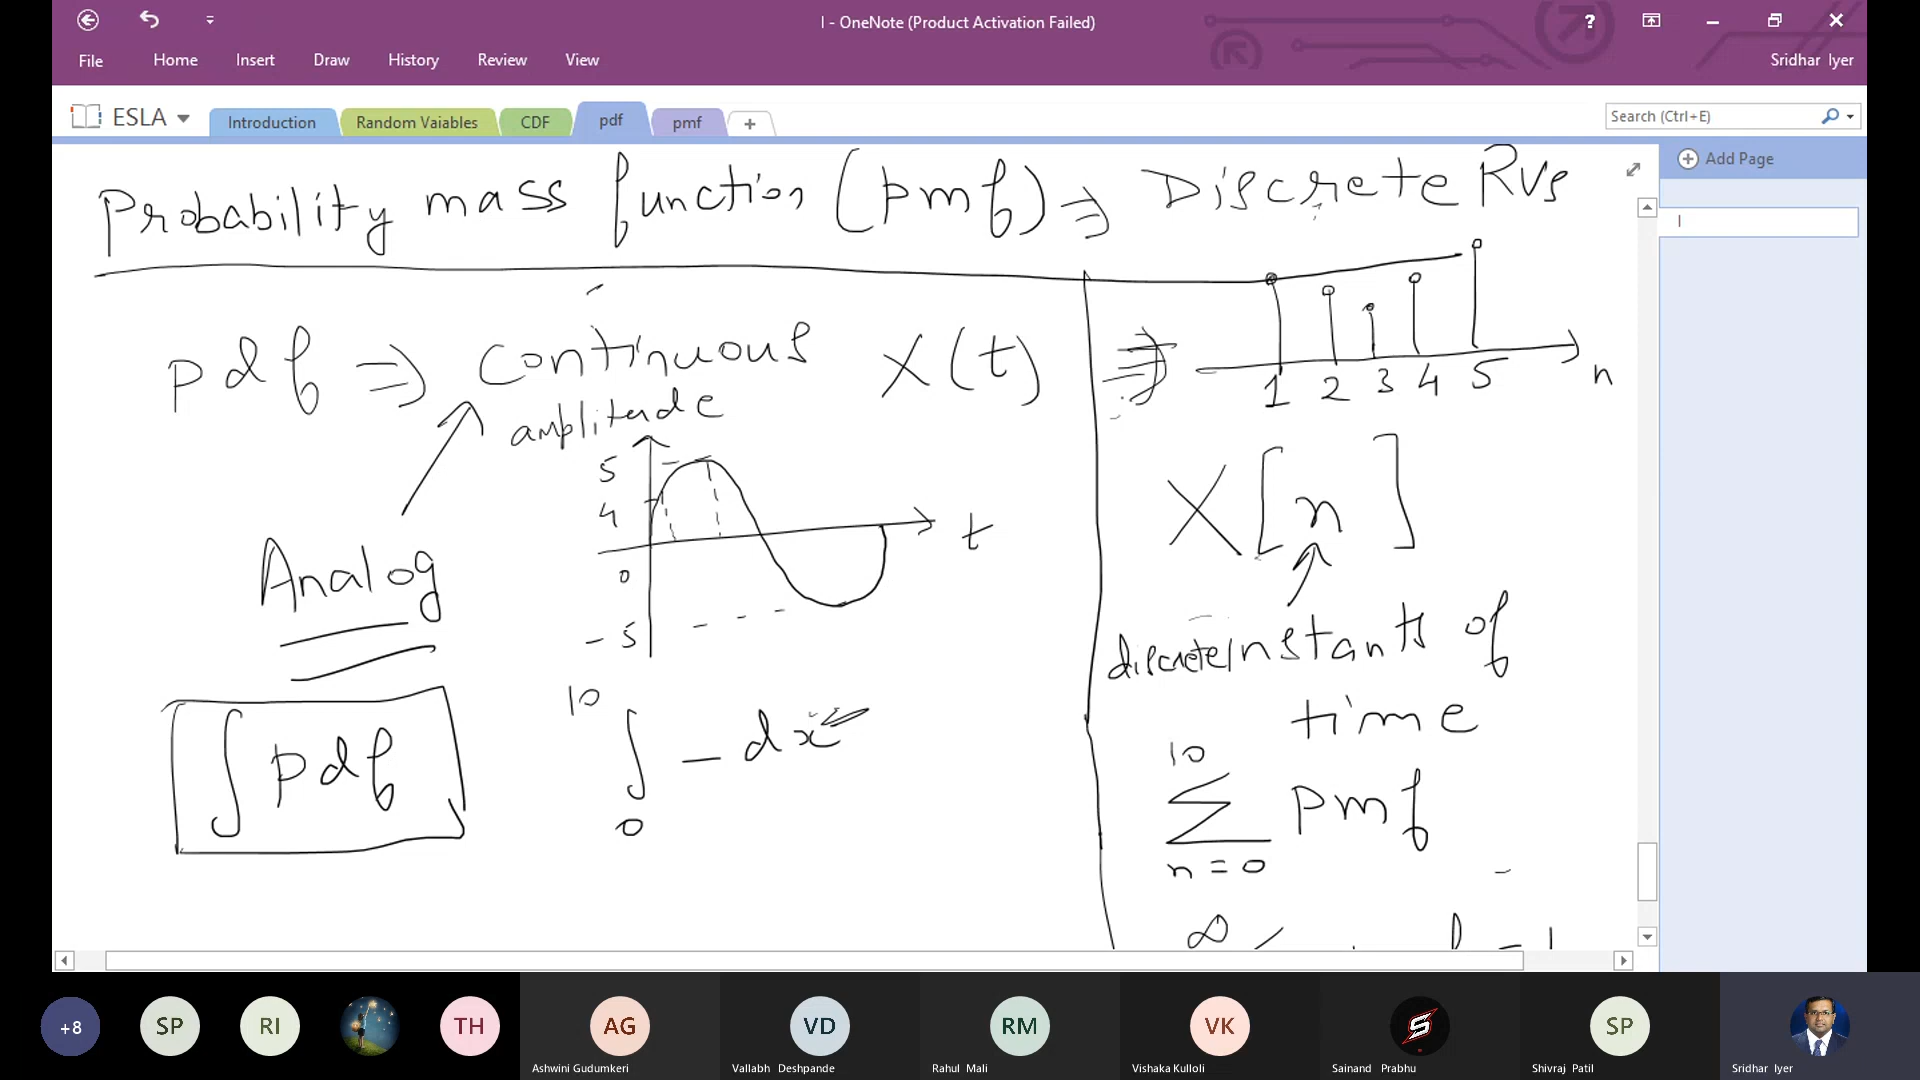 I - OneNote (Product Activation Failed)
?
File Home Insert Draw History Review View
Sridhar Iyer
ESLA
Introduction
Random Vaiables
CDF
pdf
pmf
+
Search (Ctrl+E)
Add Page
I
Probability mass function (pmf) ⇒ Discrete RVs
pdf ⇒ Continuous X(t)
amplitude
5
4
0
-5
t
Analog
∫ pdf
10
∫ - dx
0
⇒
1 2 3 4 5 n
X[n]
discrete instants of
time
10
∑ pmf
n=0
∞
+8
SP
RI
TH
AG
VD
RM
VK
SP
Ashwini Gudumkeri
Vallabh Deshpande
Rahul Mali
Vishaka Kulloli
Sainand Prabhu
Shivraj Patil
Sridhar Iyer